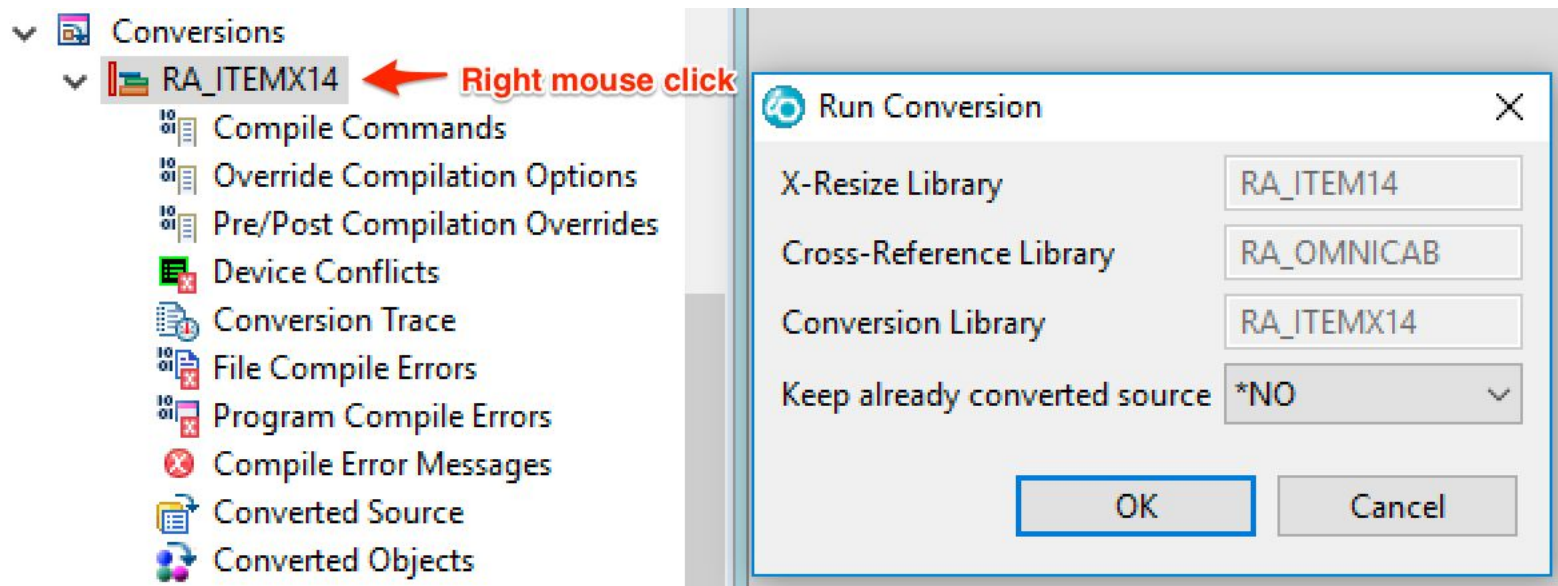 Conversions
RA_ITEMX14
Right mouse click
Compile Commands
Override Compilation Options
Pre/Post Compilation Overrides
Device Conflicts
Conversion Trace
File Compile Errors
Program Compile Errors
Compile Error Messages
Converted Source
Converted Objects
Run Conversion
X-Resize Library RA_ITEM14
Cross-Reference Library RA_OMNICAB
Conversion Library RA_ITEMX14
Keep already converted source *NO
OK Cancel